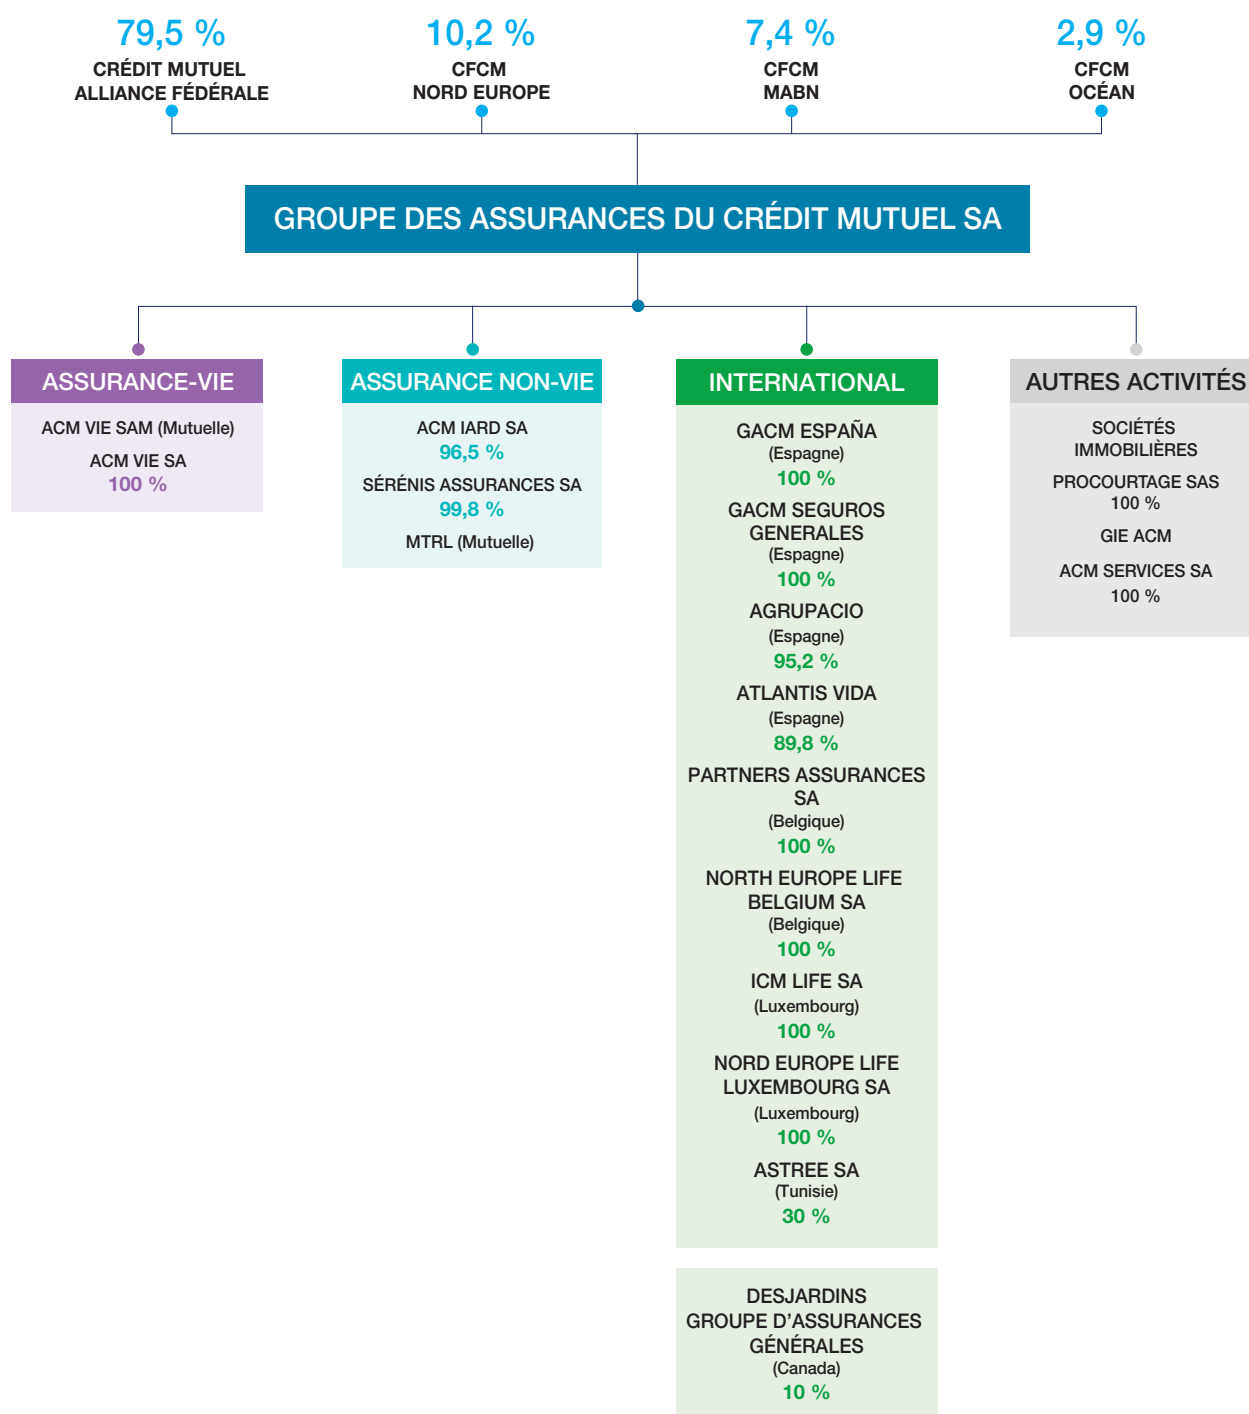 79,5 %
CRÉDIT MUTUEL
ALLIANCE FÉDÉRALE
10,2 %
CFCM
NORD EUROPE
7,4 %
CFCM
MABN
2,9 %
CFCM
OCÉAN
GROUPE DES ASSURANCES DU CRÉDIT MUTUEL SA
ASSURANCE-VIE
ACM VIE SAM (Mutuelle)
ACM VIE SA
100 %
ASSURANCE NON-VIE
ACM IARD SA
96,5 %
SÉRÉNIS ASSURANCES SA
99,8 %
MTRL (Mutuelle)
INTERNATIONAL
GACM ESPAÑA
(Espagne)
100 %
GACM SEGUROS
GENERALES
(Espagne)
100 %
AGRUPACIO
(Espagne)
95,2 %
ATLANTIS VIDA
(Espagne)
89,8 %
PARTNERS ASSURANCES
SA
(Belgique)
100 %
NORTH EUROPE LIFE
BELGIUM SA
(Belgique)
100 %
ICM LIFE SA
(Luxembourg)
100 %
NORD EUROPE LIFE
LUXEMBOURG SA
(Luxembourg)
100 %
ASTREE SA
(Tunisie)
30 %
DESJARDINS
GROUPE D’ASSURANCES
GÉNÉRALES
(Canada)
10 %
AUTRES ACTIVITÉS
SOCIÉTÉS
IMMOBILIÈRES
PROCOURTAGE SAS
100 %
GIE ACM
ACM SERVICES SA
100 %